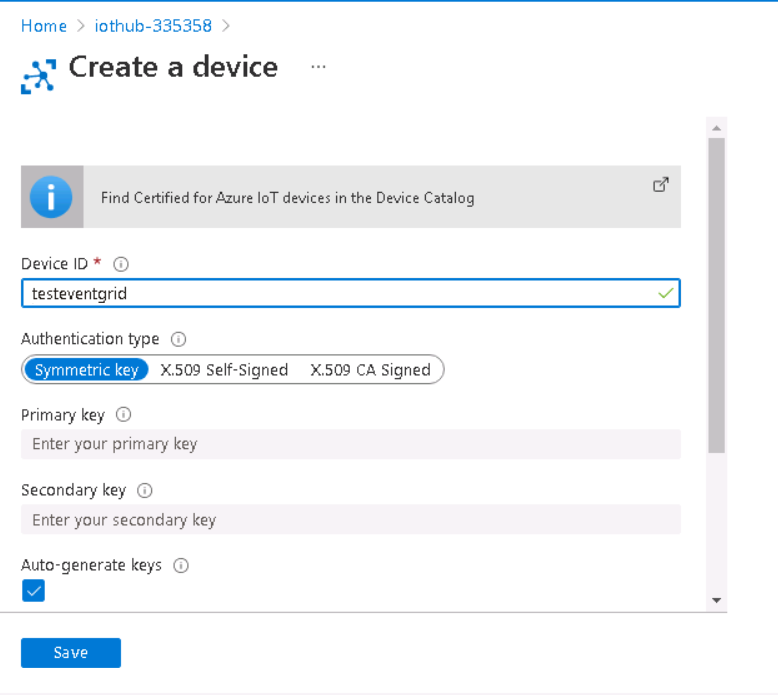 Home > iothub-335358 >
Create a device ...
Find Certified for Azure IoT devices in the Device Catalog
Device ID *
testeventgrid
Authentication type
Symmetric key X.509 Self-Signed X.509 CA Signed
Primary key
Enter your primary key
Secondary key
Enter your secondary key
Auto-generate keys
Save